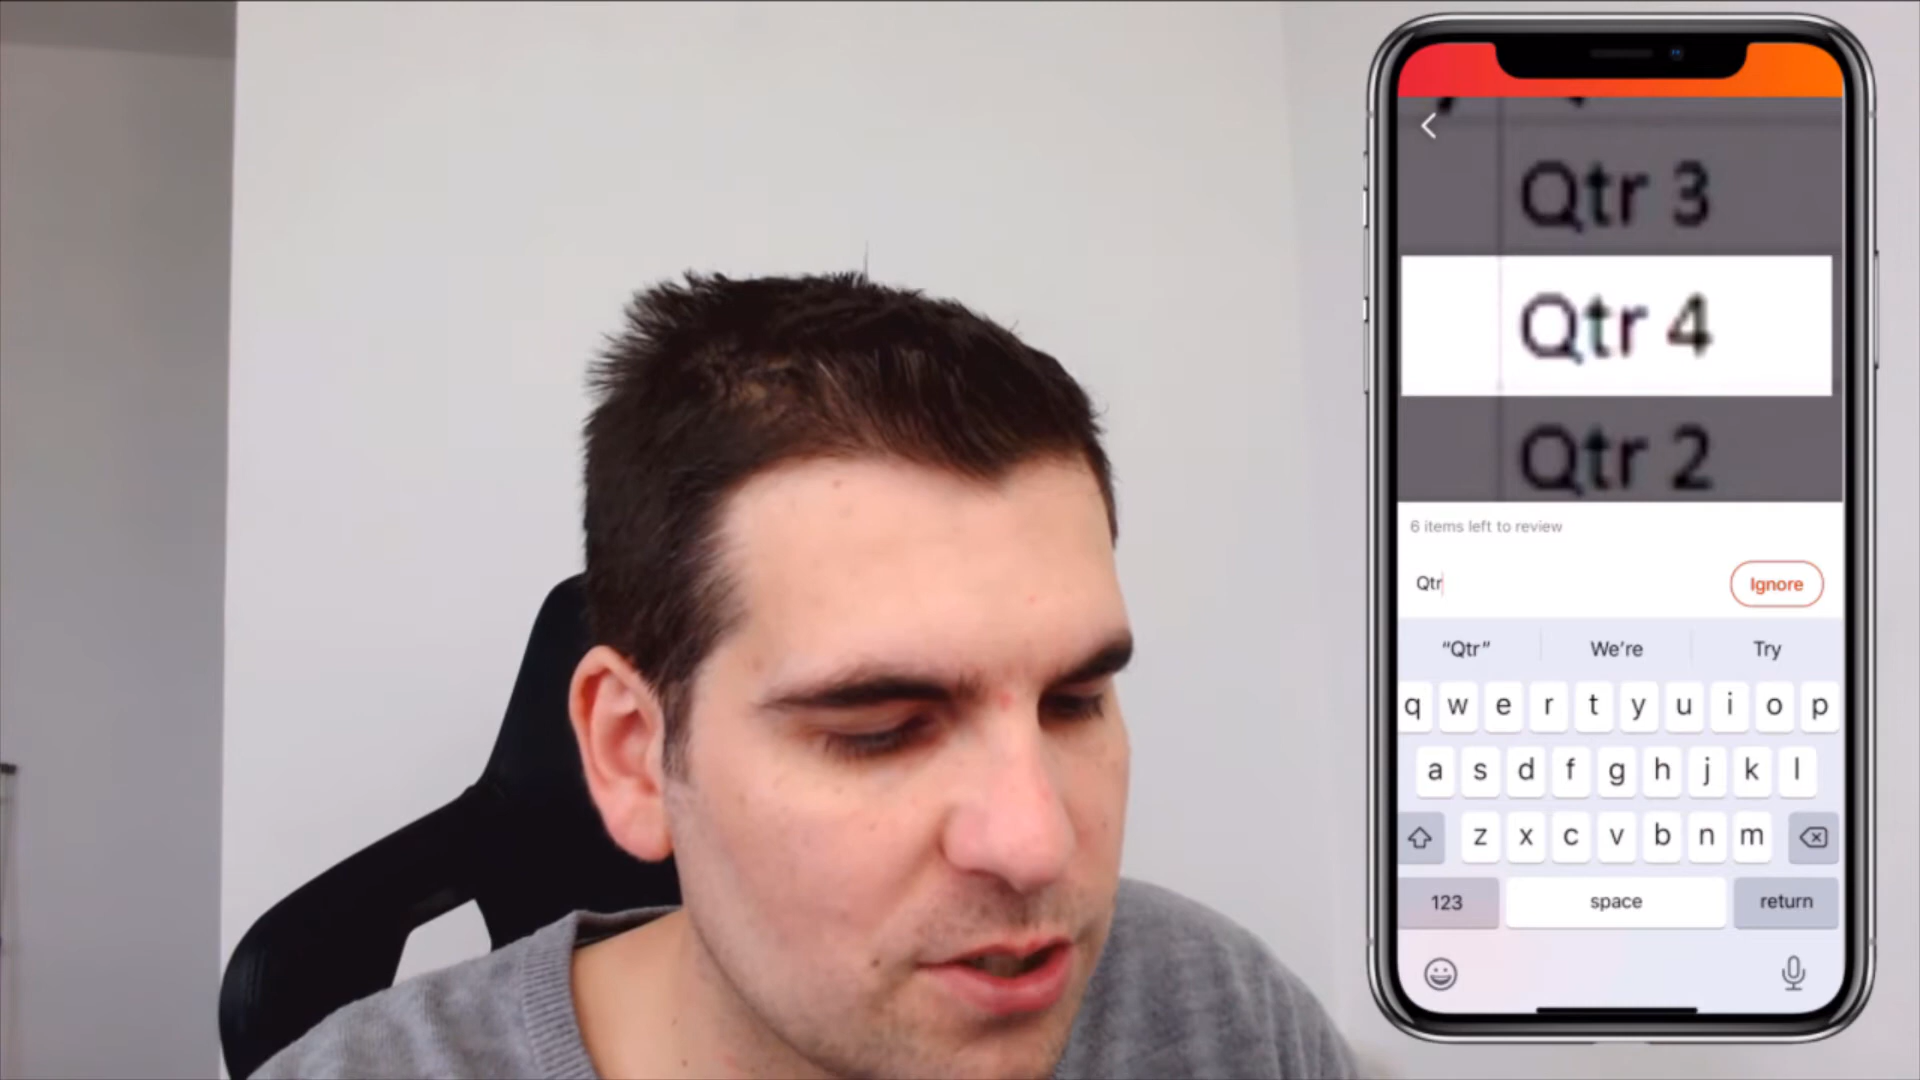 Qtr 3
Qtr 4
Qtr 2
6 items left to review
Qtr
Ignore
“Qtr”
We’re
Try
q w e r t y u i o p
a s d f g h j k l
z x c v b n m
123
space
return